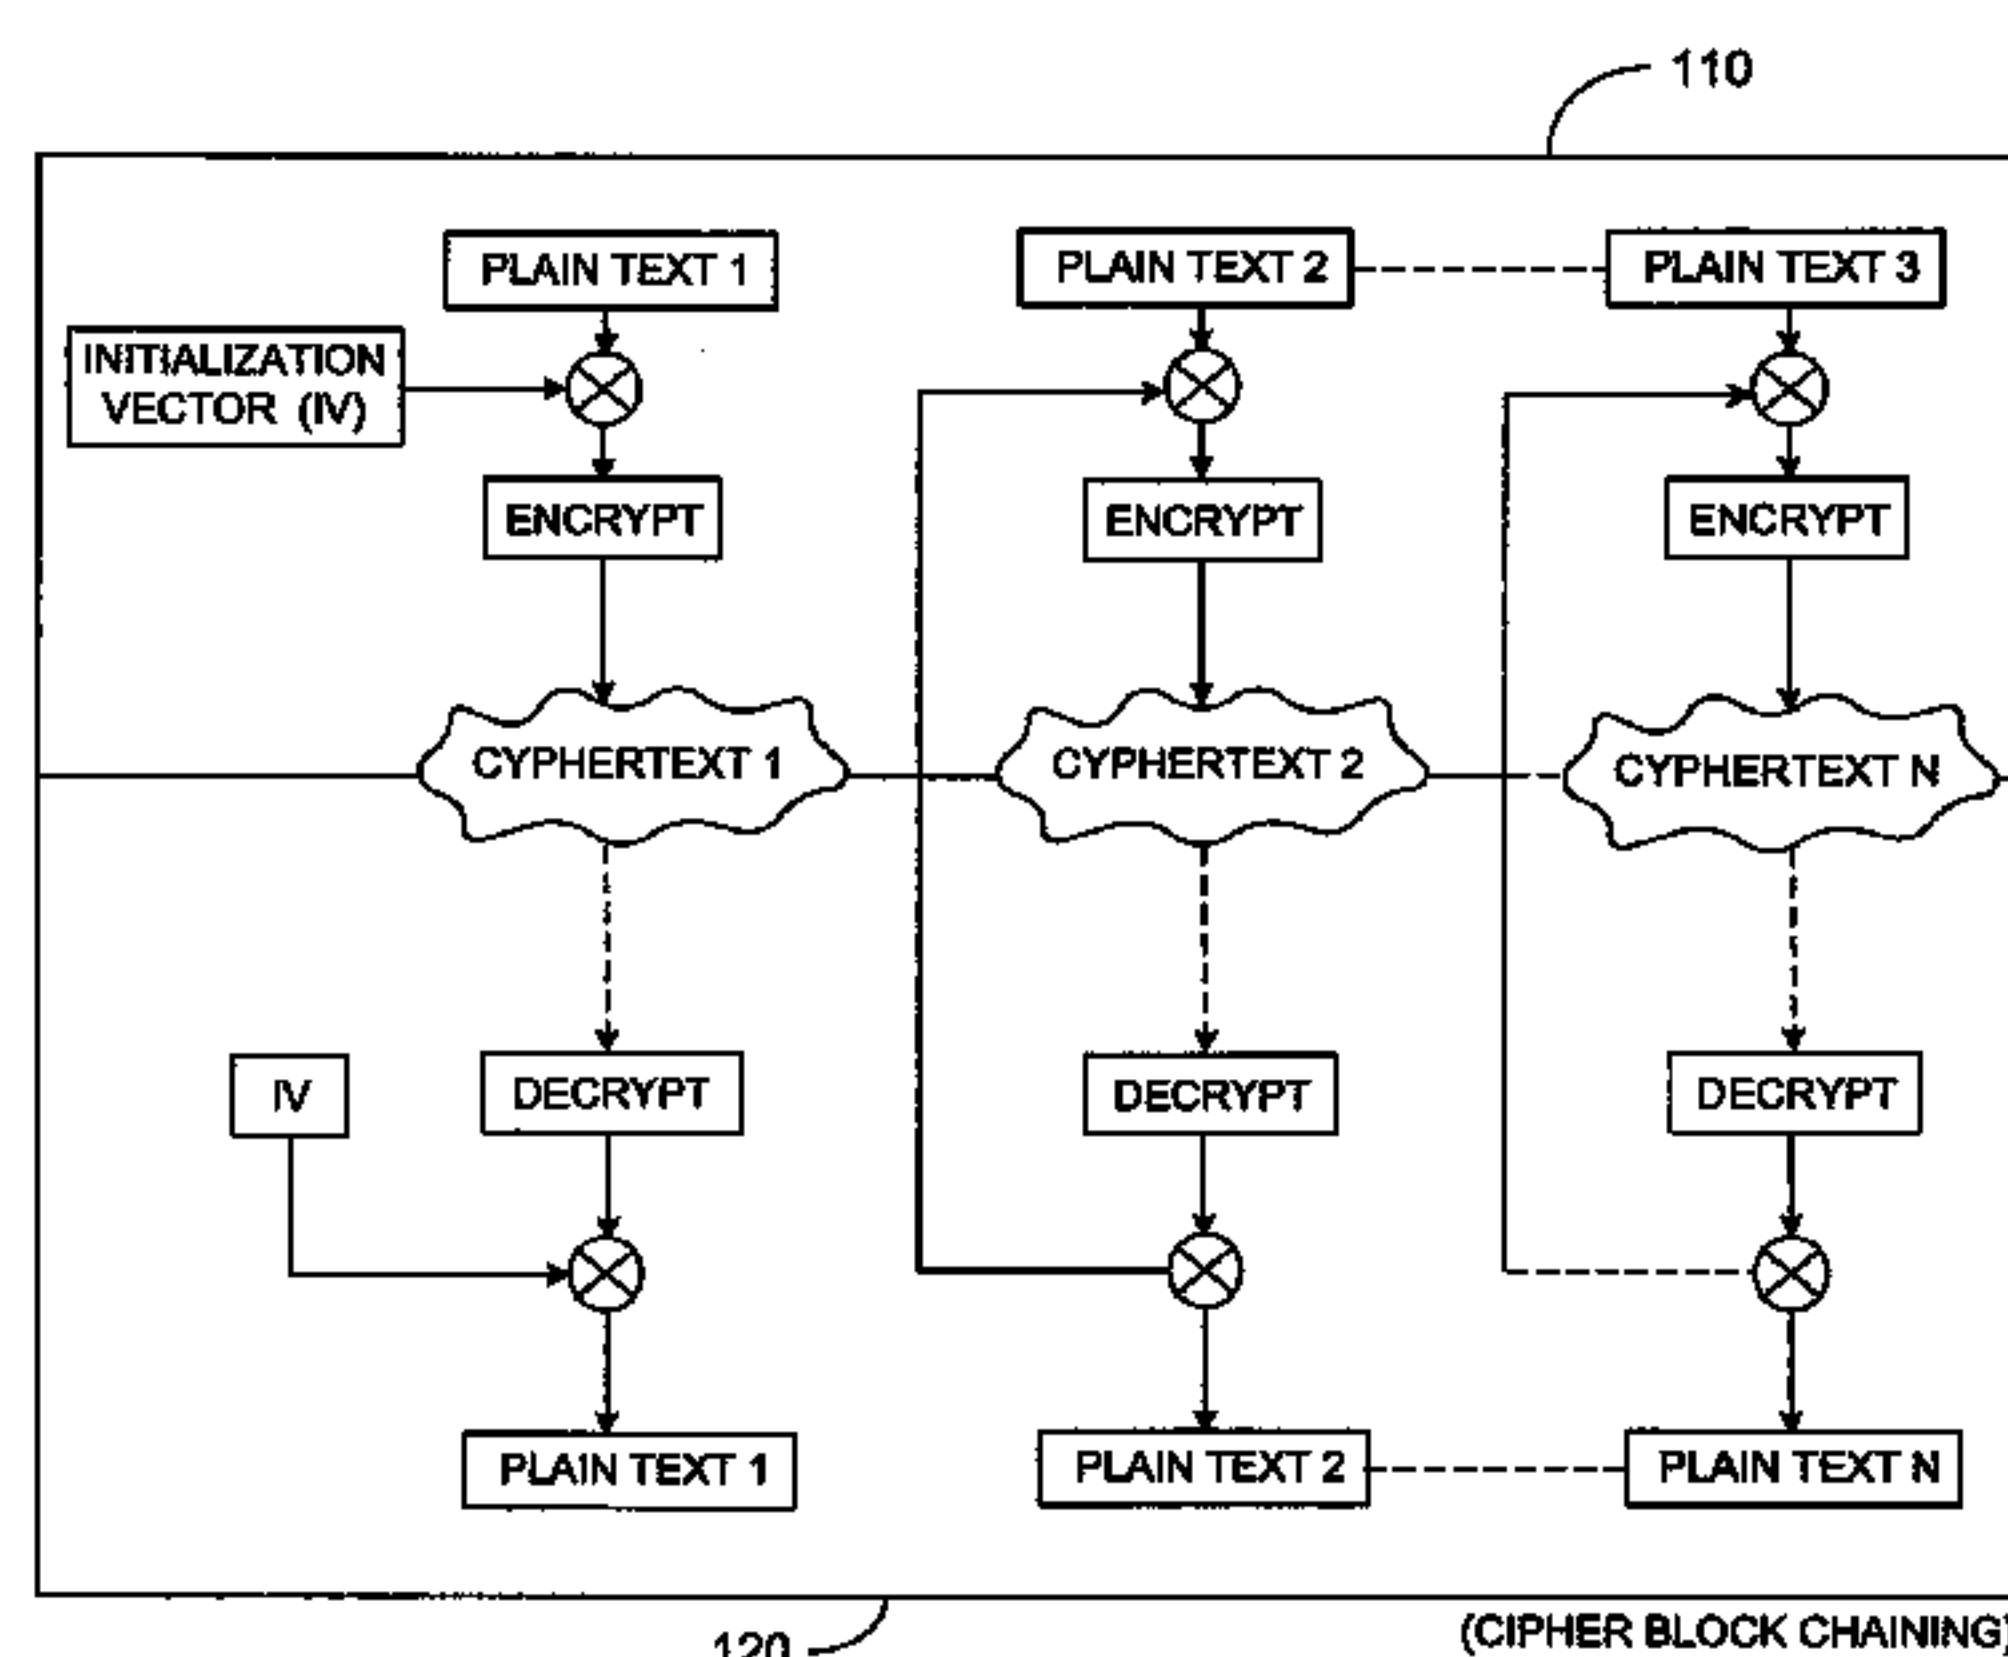 110
PLAIN TEXT 1
PLAIN TEXT 2
PLAIN TEXT 3
INITIALIZATION
VECTOR (IV)
ENCRYPT
ENCRYPT
ENCRYPT
CYPHERTEXT 1
CYPHERTEXT 2
CYPHERTEXT N
IV
DECRYPT
DECRYPT
DECRYPT
PLAIN TEXT 1
PLAIN TEXT 2
PLAIN TEXT N
120
(CIPHER BLOCK CHAINING)